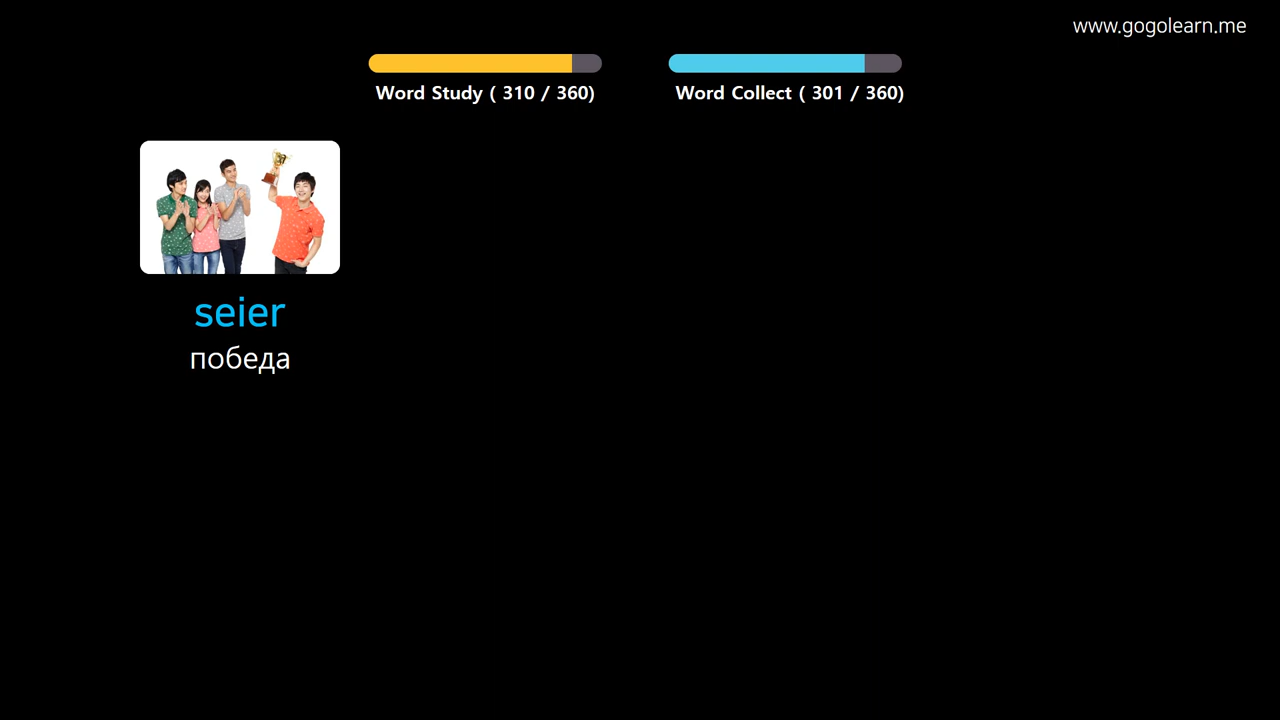 www.gogolearn.me
Word Study ( 310 / 360)
Word Collect ( 301 / 360)
seier
победа